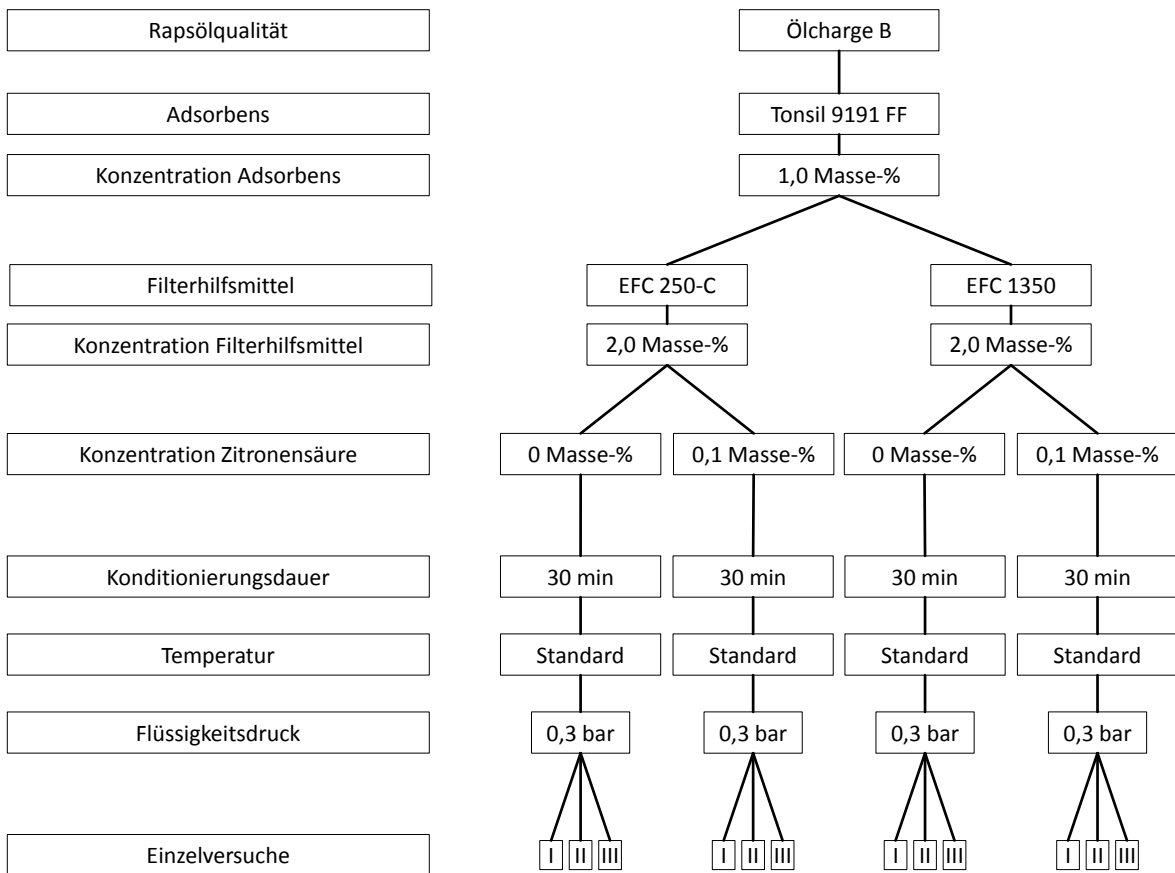 Rapsölqualität Ölcharge B
Adsorbens Tonsil 9191 FF
Konzentration Adsorbens 1,0 Masse-%
Filterhilfsmittel EFC 250-C EFC 1350
Konzentration Filterhilfsmittel 2,0 Masse-% 2,0 Masse-%
Konzentration Zitronensäure 0 Masse-% 0,1 Masse-% 0 Masse-% 0,1 Masse-%
Konditionierungsdauer 30 min 30 min 30 min 30 min
Temperatur Standard Standard Standard Standard
Flüssigkeitsdruck 0,3 bar 0,3 bar 0,3 bar 0,3 bar
Einzelversuche I II III I II III I II III I II III